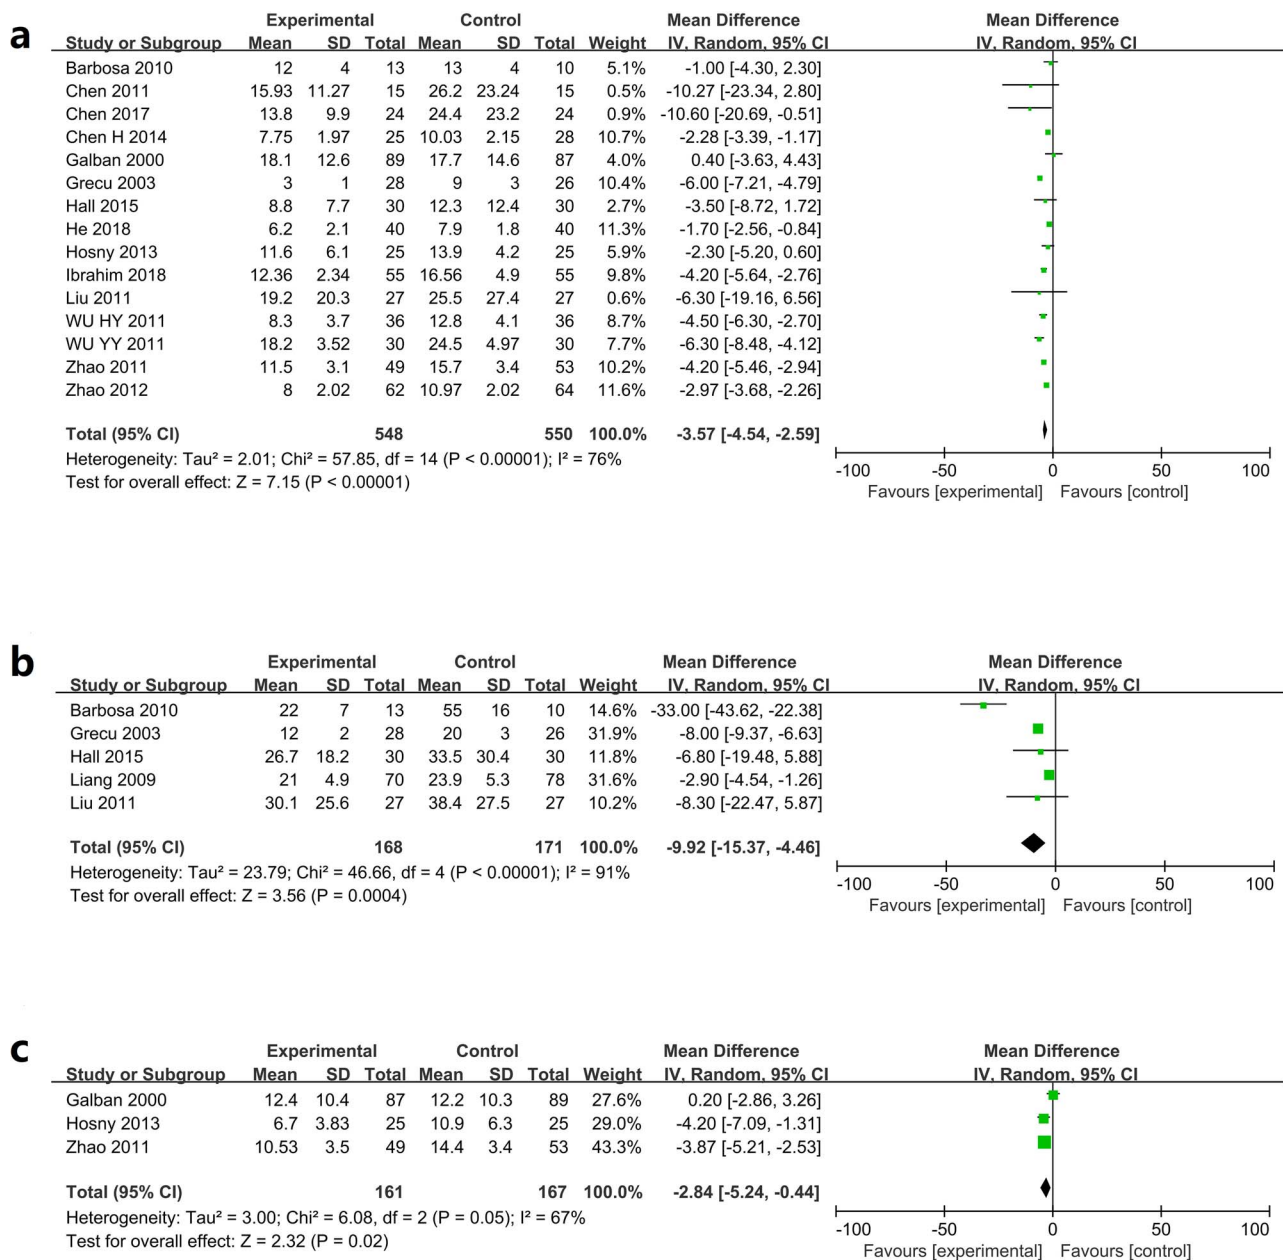 a
Experimental Control Mean Difference Mean Difference
Study or Subgroup Mean SD Total Mean SD Total Weight IV, Random, 95% CI IV, Random, 95% CI
Barbosa 2010 12 4 13 13 4 10 5.1% -1.00 [-4.30, 2.30]
Chen 2011 15.93 11.27 15 26.2 23.24 15 0.5% -10.27 [-23.34, 2.80]
Chen 2017 13.8 9.9 24 24.4 23.2 24 0.9% -10.60 [-20.69, -0.51]
Chen H 2014 7.75 1.97 25 10.03 2.15 28 10.7% -2.28 [-3.39, -1.17]
Galban 2000 18.1 12.6 89 17.7 14.6 87 4.0% 0.40 [-3.63, 4.43]
Grecu 2003 3 1 28 9 3 26 10.4% -6.00 [-7.21, -4.79]
Hall 2015 8.8 7.7 30 12.3 12.4 30 2.7% -3.50 [-8.72, 1.72]
He 2018 6.2 2.1 40 7.9 1.8 40 11.3% -1.70 [-2.56, -0.84]
Hosny 2013 11.6 6.1 25 13.9 4.2 25 5.9% -2.30 [-5.20, 0.60]
Ibrahim 2018 12.36 2.34 55 16.56 4.9 55 9.8% -4.20 [-5.64, -2.76]
Liu 2011 19.2 20.3 27 25.5 27.4 27 0.6% -6.30 [-19.16, 6.56]
WU HY 2011 8.3 3.7 36 12.8 4.1 36 8.7% -4.50 [-6.30, -2.70]
WU YY 2011 18.2 3.52 30 24.5 4.97 30 7.7% -6.30 [-8.48, -4.12]
Zhao 2011 11.5 3.1 49 15.7 3.4 53 10.2% -4.20 [-5.46, -2.94]
Zhao 2012 8 2.02 62 10.97 2.02 64 11.6% -2.97 [-3.68, -2.26]
Total (95% CI) 548 550 100.0% -3.57 [-4.54, -2.59]
Heterogeneity: Tau² = 2.01; Chi² = 57.85, df = 14 (P < 0.00001); I² = 76%
Test for overall effect: Z = 7.15 (P < 0.00001)
-100 -50 0 50 100
Favours [experimental] Favours [control]
b
Experimental Control Mean Difference Mean Difference
Study or Subgroup Mean SD Total Mean SD Total Weight IV, Random, 95% CI IV, Random, 95% CI
Barbosa 2010 22 7 13 55 16 10 14.6% -33.00 [-43.62, -22.38]
Grecu 2003 12 2 28 20 3 26 31.9% -8.00 [-9.37, -6.63]
Hall 2015 26.7 18.2 30 33.5 30.4 30 11.8% -6.80 [-19.48, 5.88]
Liang 2009 21 4.9 70 23.9 5.3 78 31.6% -2.90 [-4.54, -1.26]
Liu 2011 30.1 25.6 27 38.4 27.5 27 10.2% -8.30 [-22.47, 5.87]
Total (95% CI) 168 171 100.0% -9.92 [-15.37, -4.46]
Heterogeneity: Tau² = 23.79; Chi² = 46.66, df = 4 (P < 0.00001); I² = 91%
Test for overall effect: Z = 3.56 (P = 0.0004)
-100 -50 0 50 100
Favours [experimental] Favours [control]
c
Experimental Control Mean Difference Mean Difference
Study or Subgroup Mean SD Total Mean SD Total Weight IV, Random, 95% CI IV, Random, 95% CI
Galban 2000 12.4 10.4 87 12.2 10.3 89 27.6% 0.20 [-2.86, 3.26]
Hosny 2013 6.7 3.83 25 10.9 6.3 25 29.0% -4.20 [-7.09, -1.31]
Zhao 2011 10.53 3.5 49 14.4 3.4 53 43.3% -3.87 [-5.21, -2.53]
Total (95% CI) 161 167 100.0% -2.84 [-5.24, -0.44]
Heterogeneity: Tau² = 3.00; Chi² = 6.08, df = 2 (P = 0.05); I² = 67%
Test for overall effect: Z = 2.32 (P = 0.02)
-100 -50 0 50 100
Favours [experimental] Favours [control]